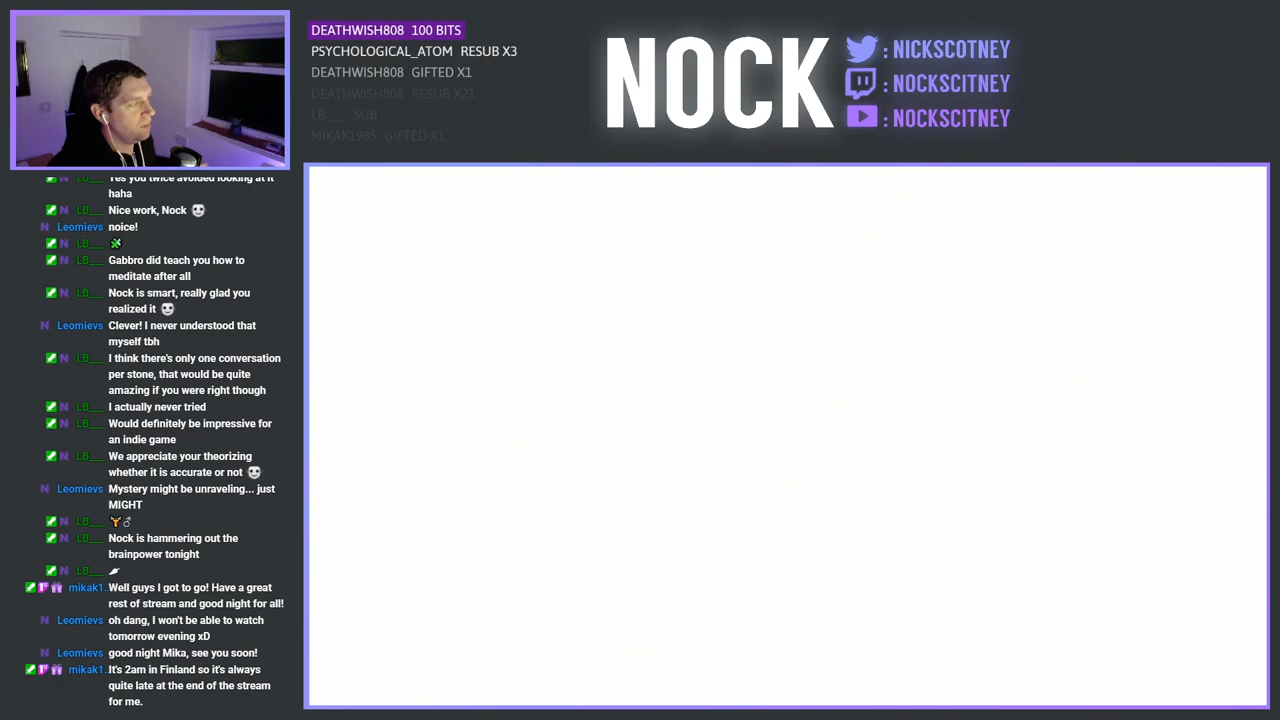 DEATHWISH808 100 BITS
PSYCHOLOGICAL_ATOM RESUB X3
DEATHWISH808 GIFTED X1
DEATHWISH808 RESUB X21
LB___ SUB
MIKAK1985 GIFTED X1
NOCK
: NICKSCOTNEY
: NOCKSCITNEY
: NOCKSCITNEY
LB___ Yes you twice avoided looking at it
haha
LB___ Nice work, Nock
Leomievs noice!
LB___
LB___ Gabbro did teach you how to
meditate after all
LB___ Nock is smart, really glad you
realized it
Leomievs Clever! I never understood that
myself tbh
LB___ I think there's only one conversation
per stone, that would be quite
amazing if you were right though
LB___ I actually never tried
LB___ Would definitely be impressive for
an indie game
LB___ We appreciate your theorizing
whether it is accurate or not
Leomievs Mystery might be unraveling... just
MIGHT
LB___
LB___ Nock is hammering out the
brainpower tonight
LB___
mikak1.. Well guys I got to go! Have a great
rest of stream and good night for all!
Leomievs oh dang, I won't be able to watch
tomorrow evening xD
Leomievs good night Mika, see you soon!
mikak1.. It's 2am in Finland so it's always
quite late at the end of the stream
for me.